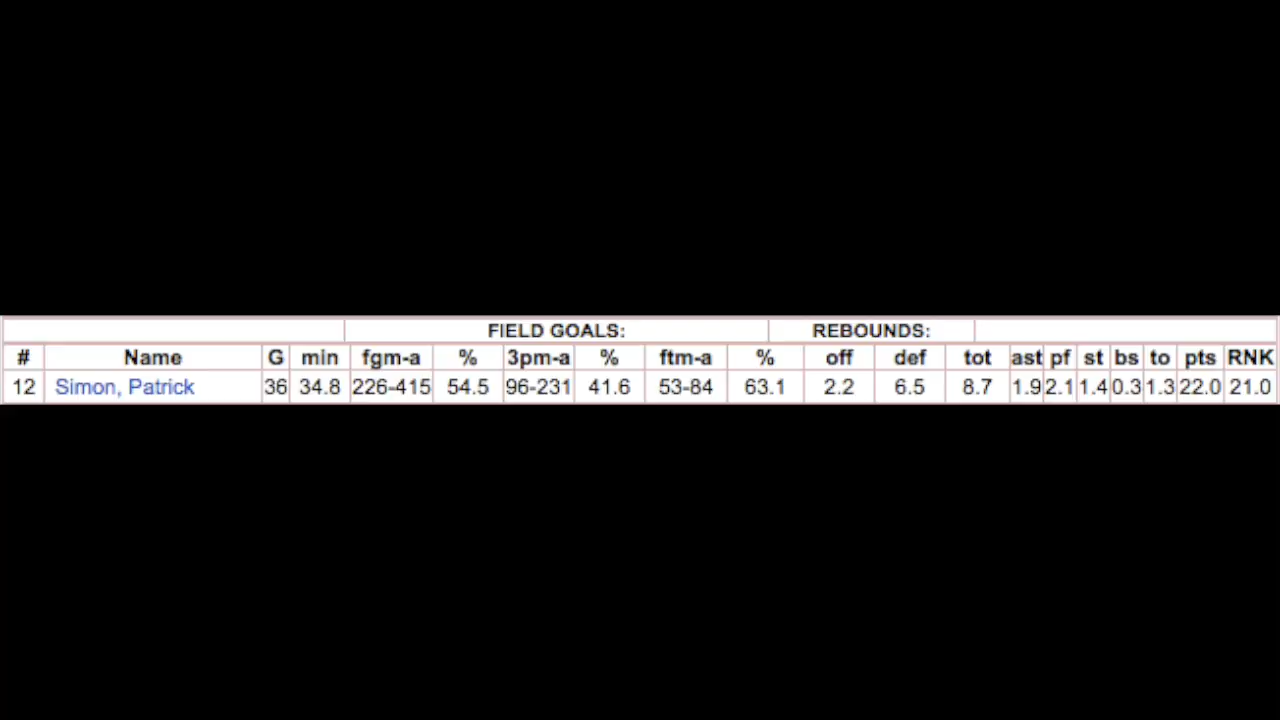 FIELD GOALS: REBOUNDS:
# Name G min fgm-a % 3pm-a % ftm-a % off def tot ast pf st bs to pts RNK
12 Simon, Patrick 36 34.8 226-415 54.5 96-231 41.6 53-84 63.1 2.2 6.5 8.7 1.9 2.1 1.4 0.3 1.3 22.0 21.0